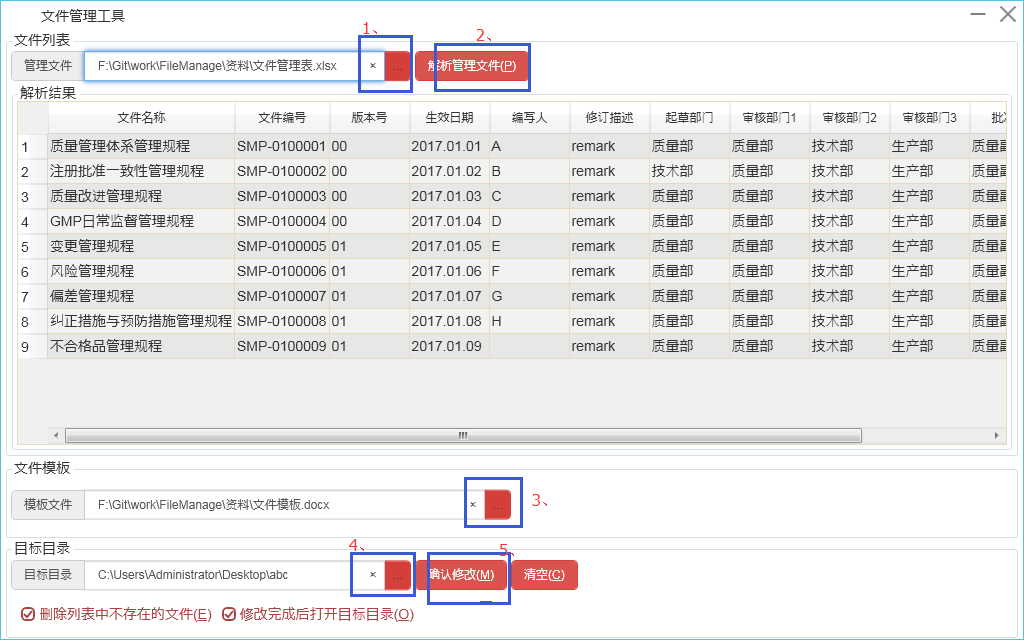 文件管理工具
文件列表
1、
2、
管理文件 F:\Git\work\FileManage\资料\文件管理表.xlsx × ... 解析管理文件(P)
解析结果
文件名称 文件编号 版本号 生效日期 编写人 修订描述 起草部门 审核部门1 审核部门2 审核部门3
1 质量管理体系管理规程 SMP-0100001 00 2017.01.01 A remark 质量部 质量部 技术部 生产部 质量
2 注册批准一致性管理规程 SMP-0100002 00 2017.01.02 B remark 技术部 质量部 技术部 生产部 质量
3 质量改进管理规程 SMP-0100003 00 2017.01.03 C remark 质量部 质量部 技术部 生产部 质量
4 GMP日常监督管理规程 SMP-0100004 00 2017.01.04 D remark 质量部 质量部 技术部 生产部 质量
5 变更管理规程 SMP-0100005 01 2017.01.05 E remark 质量部 质量部 技术部 生产部 质量
6 风险管理规程 SMP-0100006 01 2017.01.06 F remark 质量部 质量部 技术部 生产部 质量
7 偏差管理规程 SMP-0100007 01 2017.01.07 G remark 质量部 质量部 技术部 生产部 质量
8 纠正措施与预防措施管理规程 SMP-0100008 01 2017.01.08 H remark 质量部 质量部 技术部 生产部 质量
9 不合格品管理规程 SMP-0100009 01 2017.01.09 remark 质量部 质量部 技术部 生产部 质量
文件模板
模板文件 F:\Git\work\FileManage\资料\文件模板.docx × ... 3、
目标目录
4、
5、
目标目录 C:\Users\Administrator\Desktop\abc × ... 确认修改(M) 清空(C)
删除列表中不存在的文件(E) 修改完成后打开目标目录(O)